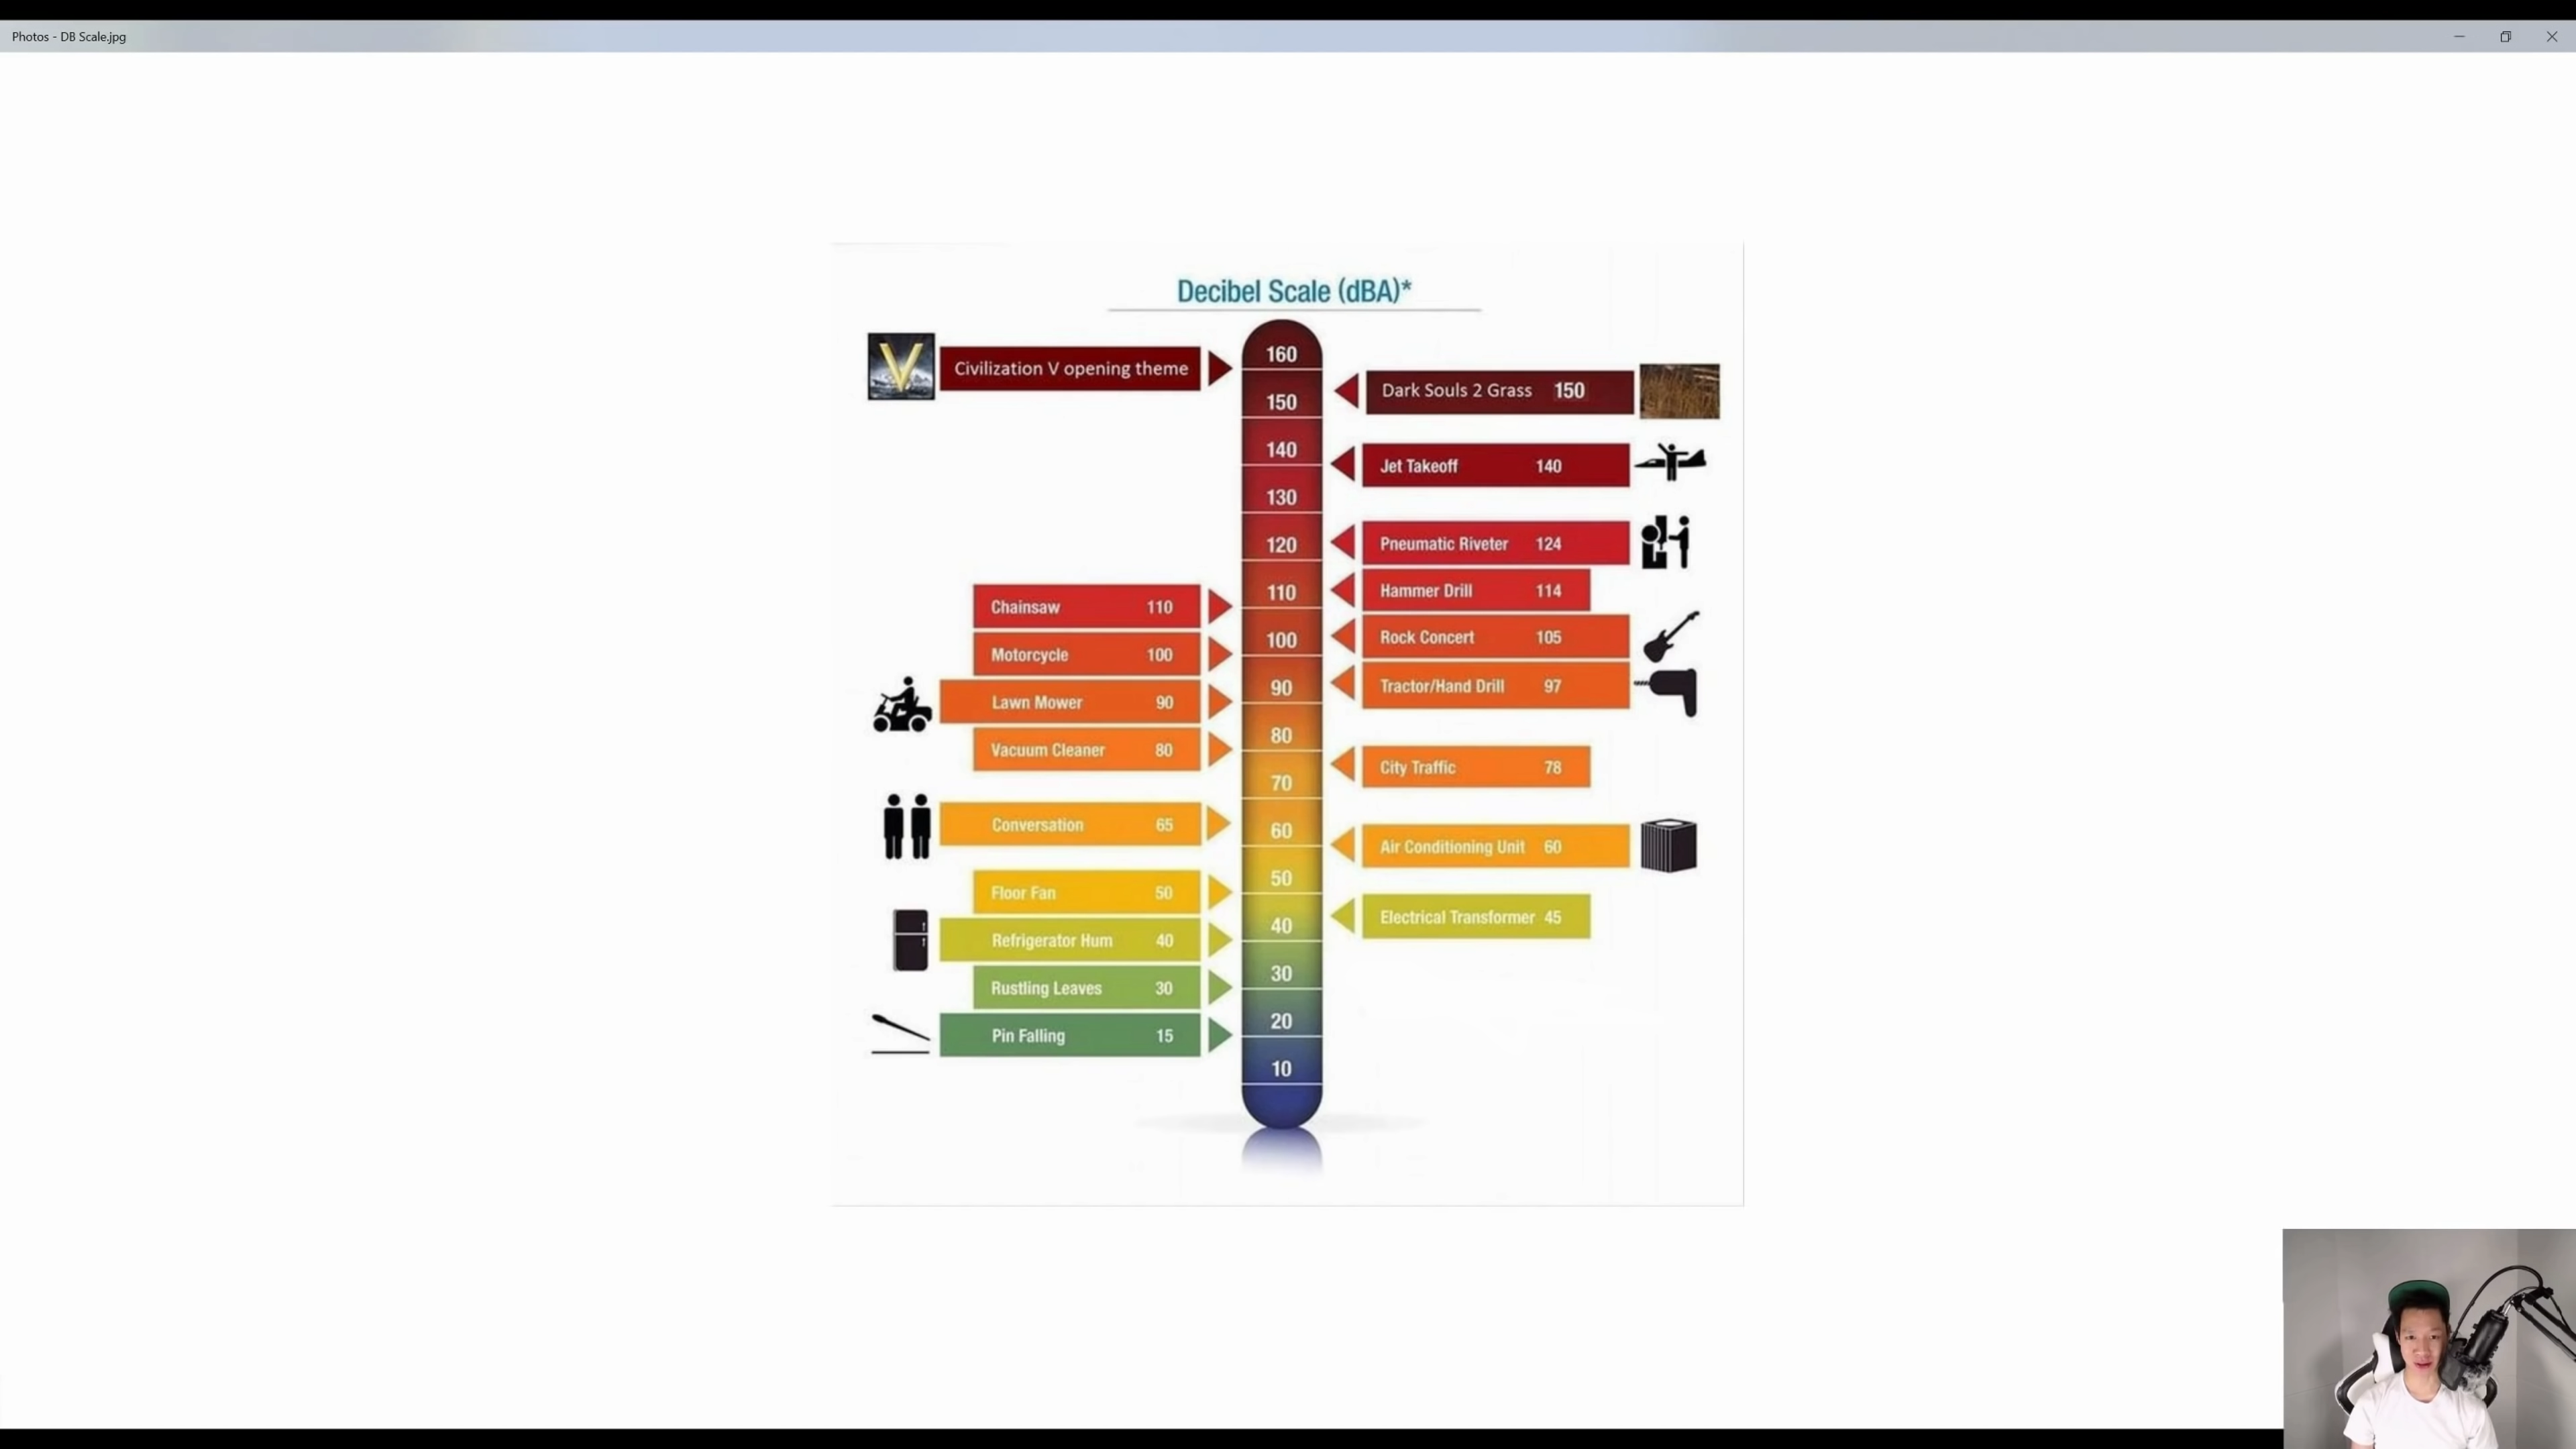 Photos - DB Scale.jpg
Decibel Scale (dBA)*
Civilization V opening theme
Chainsaw 110
Motorcycle 100
Lawn Mower 90
Vacuum Cleaner 80
Conversation 65
Floor Fan 50
Refrigerator Hum 40
Rustling Leaves 30
Pin Falling 15
160
150
140
130
120
110
100
90
80
70
60
50
40
30
20
10
Dark Souls 2 Grass 150
Jet Takeoff 140
Pneumatic Riveter 124
Hammer Drill 114
Rock Concert 105
Tractor/Hand Drill 97
City Traffic 78
Air Conditioning Unit 60
Electrical Transformer 45
V